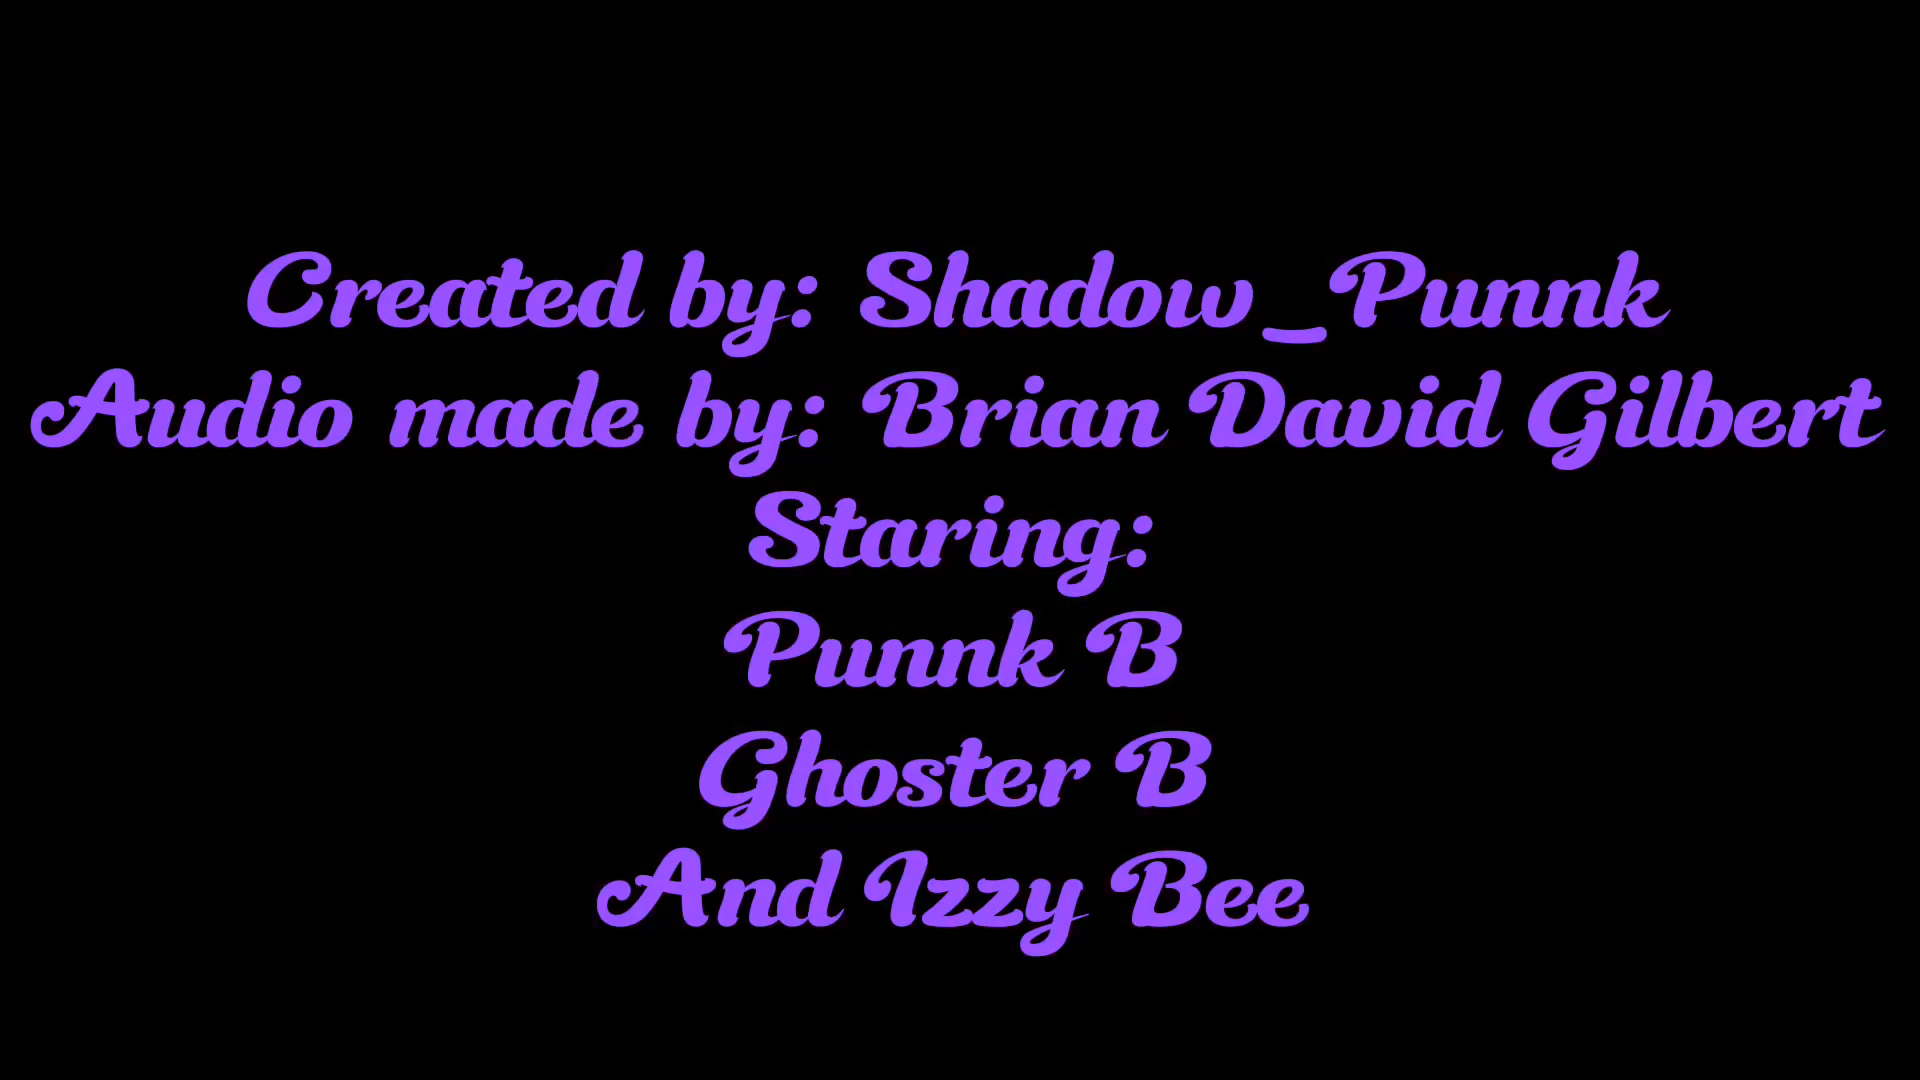 Created by: Shadow_Punnk
Audio made by: Brian David Gilbert
Staring:
Punnk B
Ghoster B
And Izzy Bee